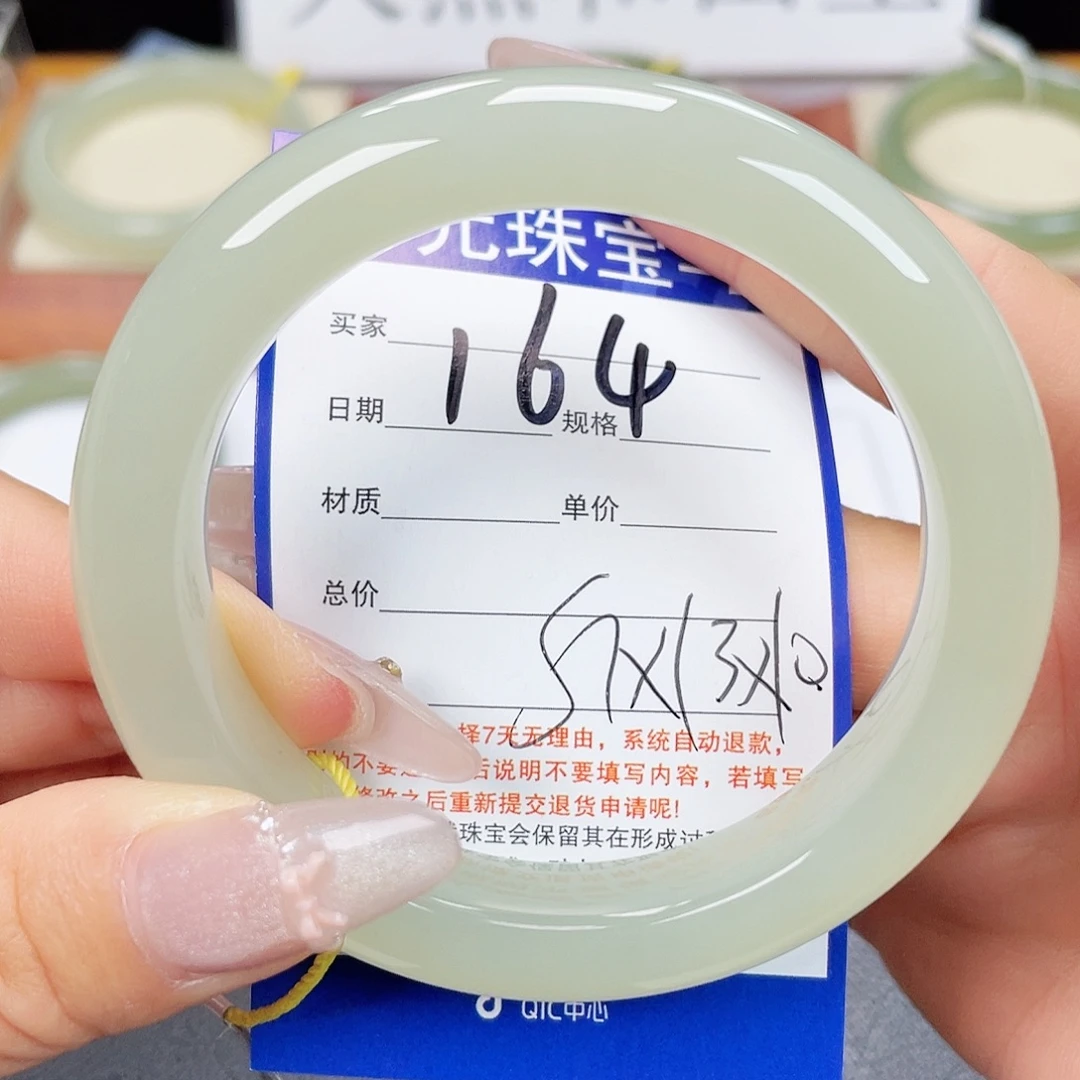 元珠宝
买家
164
日期 规格
材质 单价
总价
57X(3X10
择7天无理由，系统自动退款，
的不要 后说明不要填写内容，若填写
修改之后重新提交退货申请呢!
珠宝会保留其在形成过
QIC中心